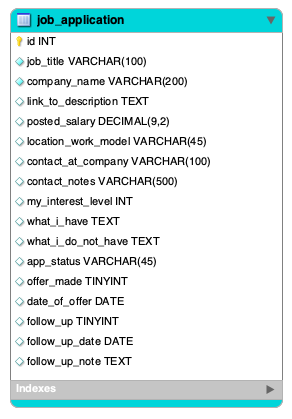 job_application
id INT
job_title VARCHAR(100)
company_name VARCHAR(200)
link_to_description TEXT
posted_salary DECIMAL(9,2)
location_work_model VARCHAR(45)
contact_at_company VARCHAR(100)
contact_notes VARCHAR(500)
my_interest_level INT
what_i_have TEXT
what_i_do_not_have TEXT
app_status VARCHAR(45)
offer_made TINYINT
date_of_offer DATE
follow_up TINYINT
follow_up_date DATE
follow_up_note TEXT
Indexes